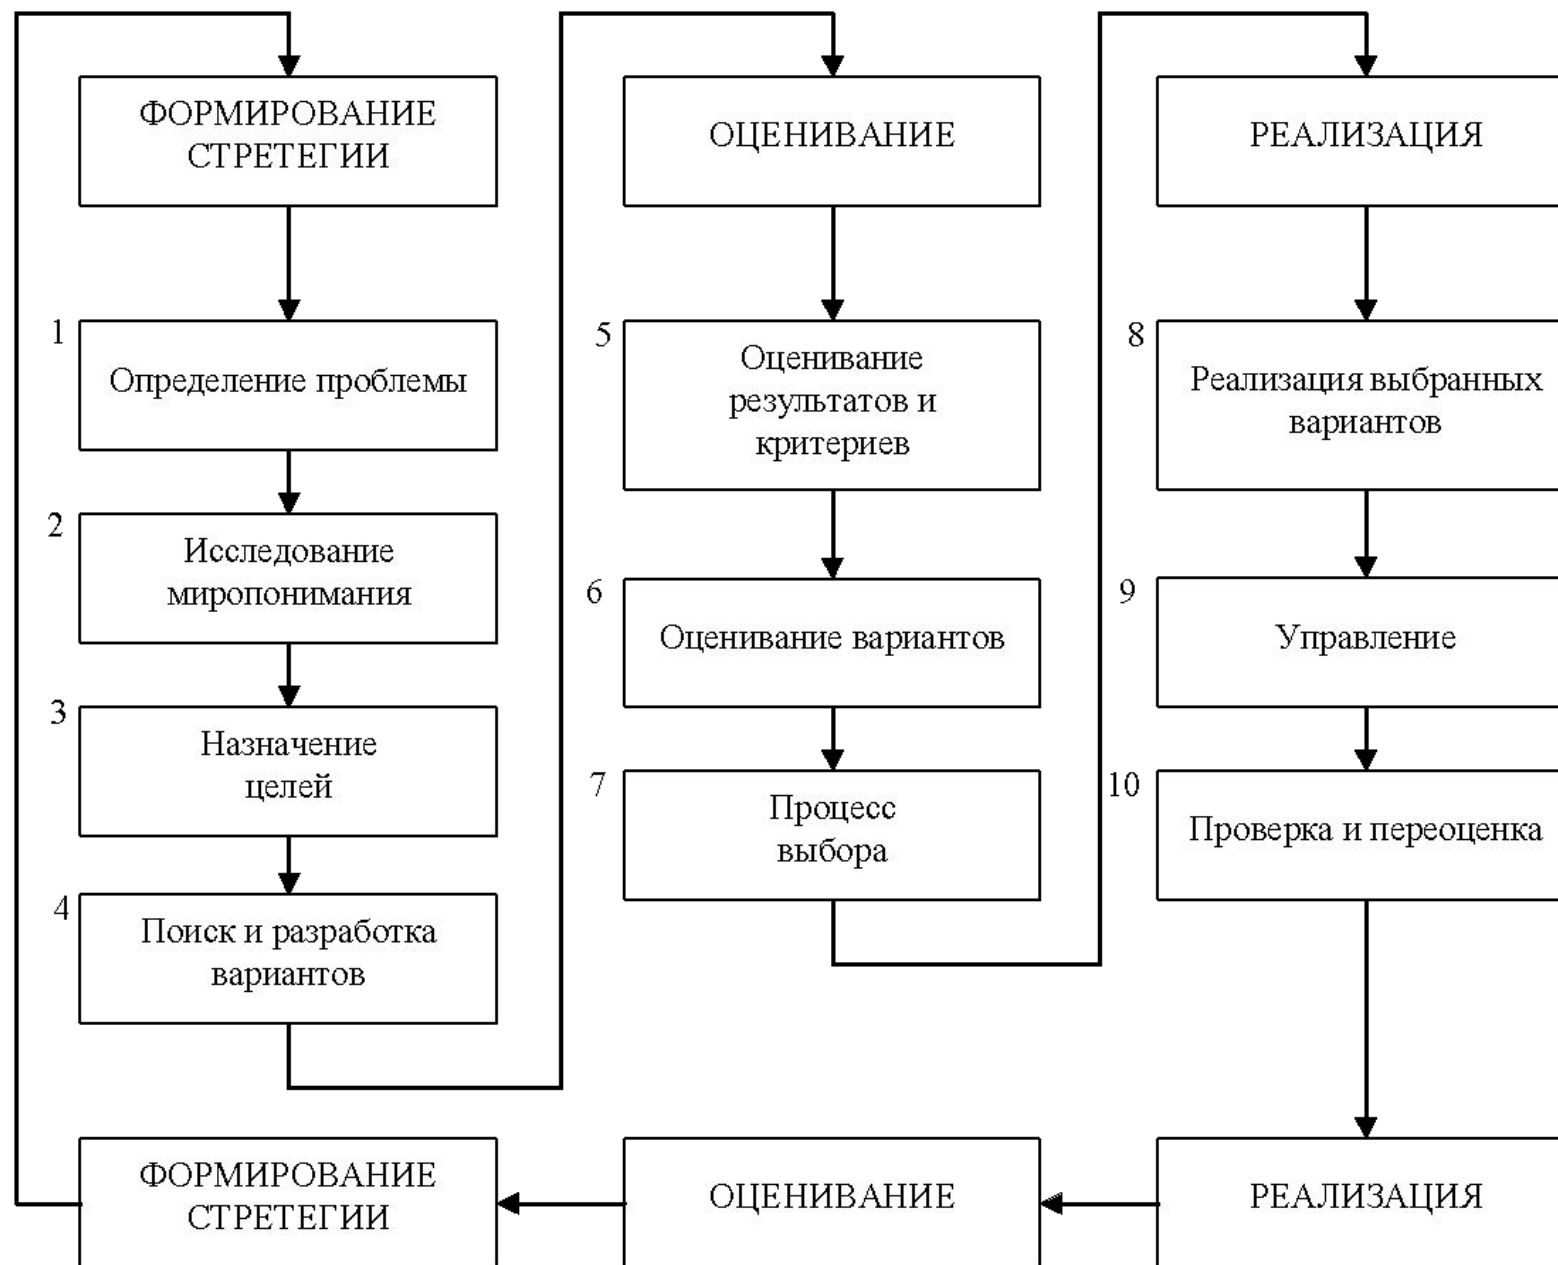 ФОРМИРОВАНИЕ
СТРЕТЕГИИ
1
Определение проблемы
2
Исследование
миропонимания
3
Назначение
целей
4
Поиск и разработка
вариантов
ОЦЕНИВАНИЕ
5
Оценивание
результатов и
критериев
6
Оценивание вариантов
7
Процесс
выбора
РЕАЛИЗАЦИЯ
8
Реализация выбранных
вариантов
9
Управление
10
Проверка и переоценка
ФОРМИРОВАНИЕ
СТРЕТЕГИИ
ОЦЕНИВАНИЕ
РЕАЛИЗАЦИЯ